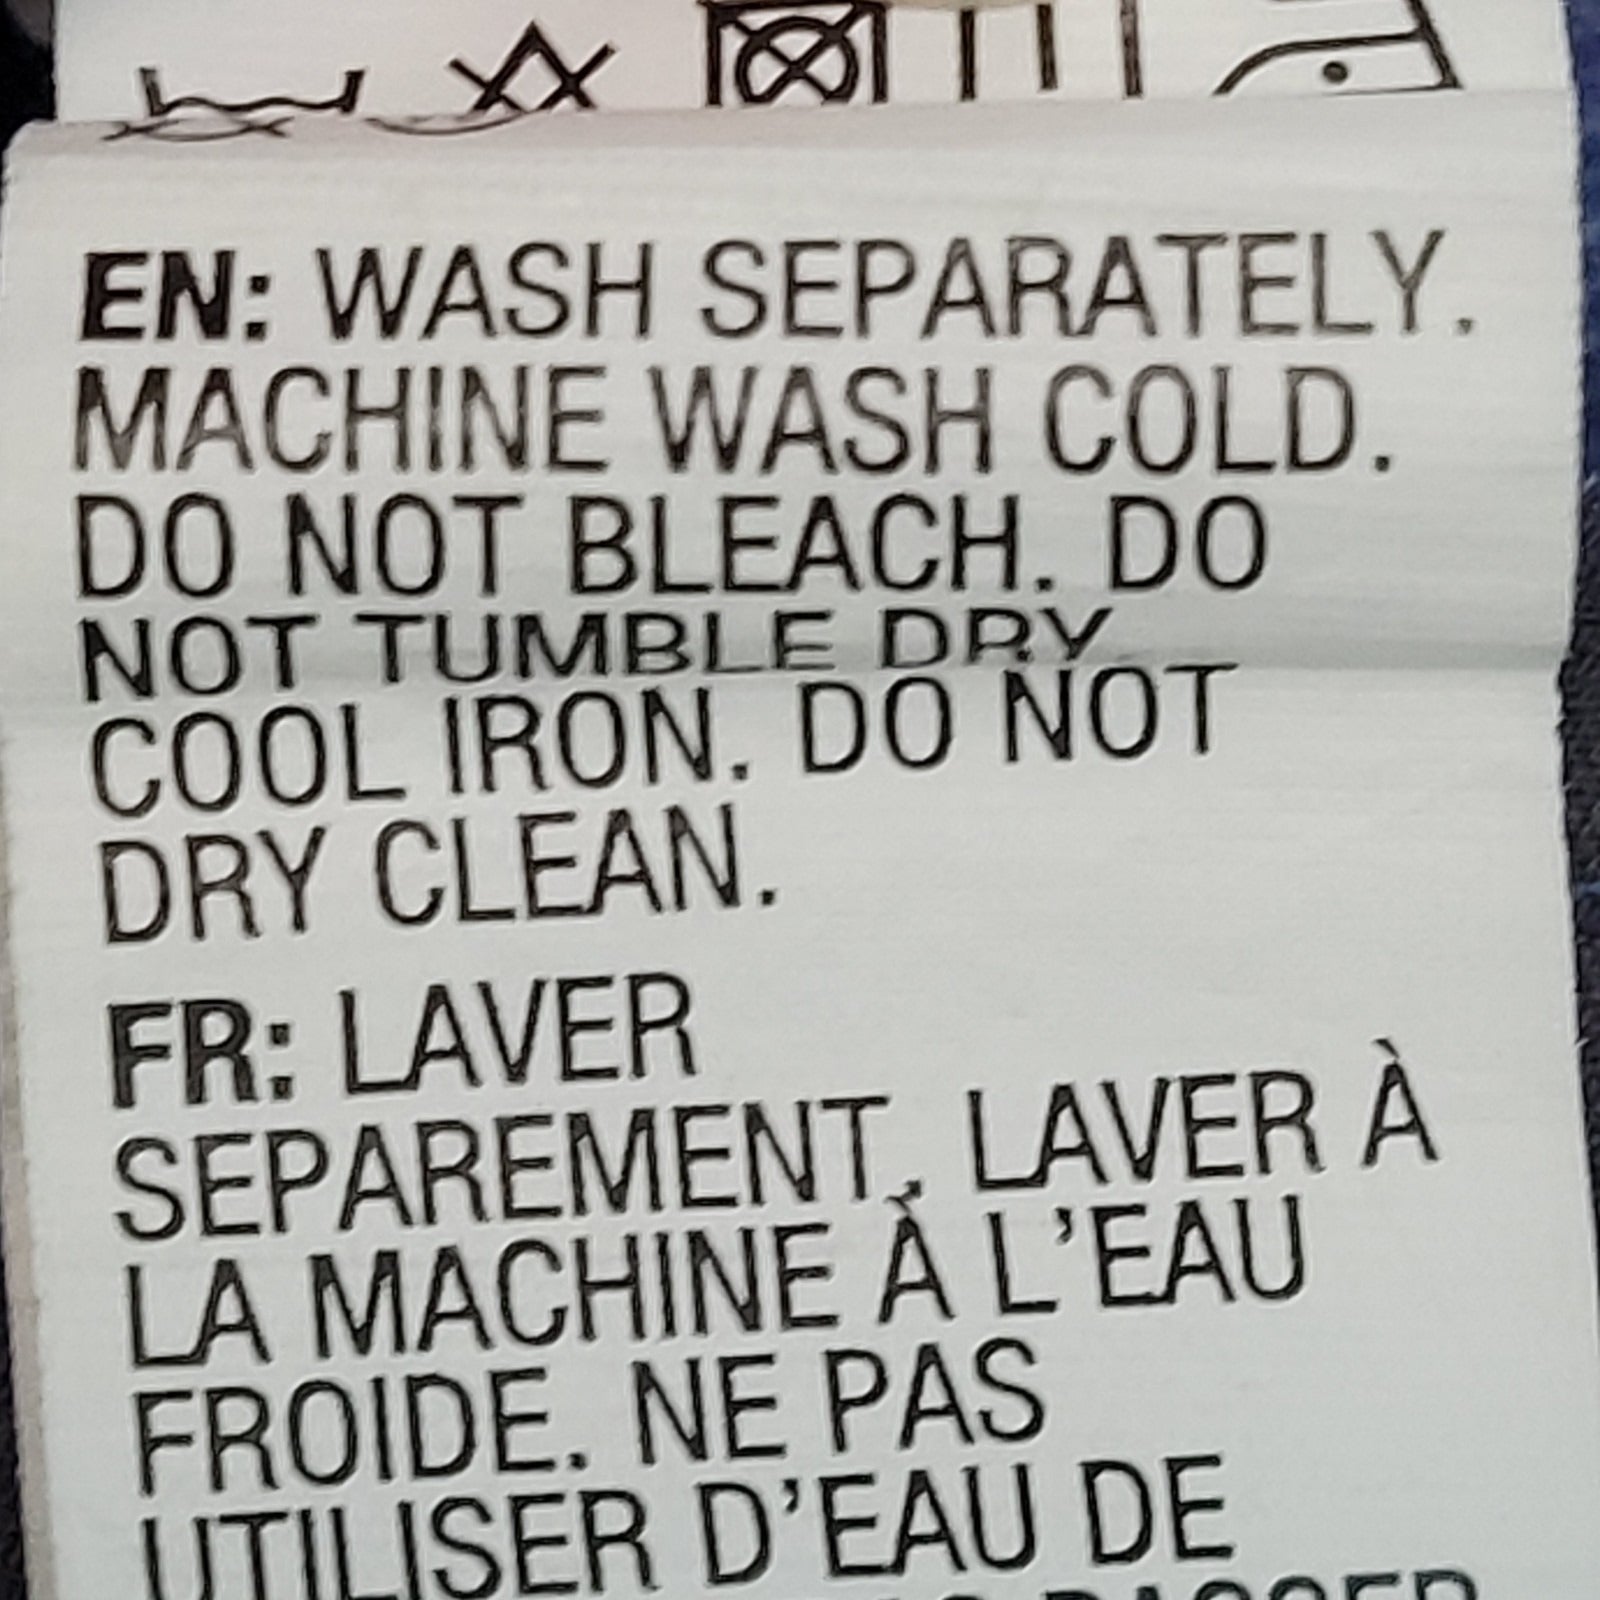 EN: WASH SEPARATELY.
MACHINE WASH COLD.
DO NOT BLEACH. DO
NOT TUMBLE DRY
COOL IRON. DO NOT
DRY CLEAN.
FR: LAVER
SEPAREMENT. LAVER À
LA MACHINE À L'EAU
FROIDE. NE PAS
UTILISER D'EAU DE